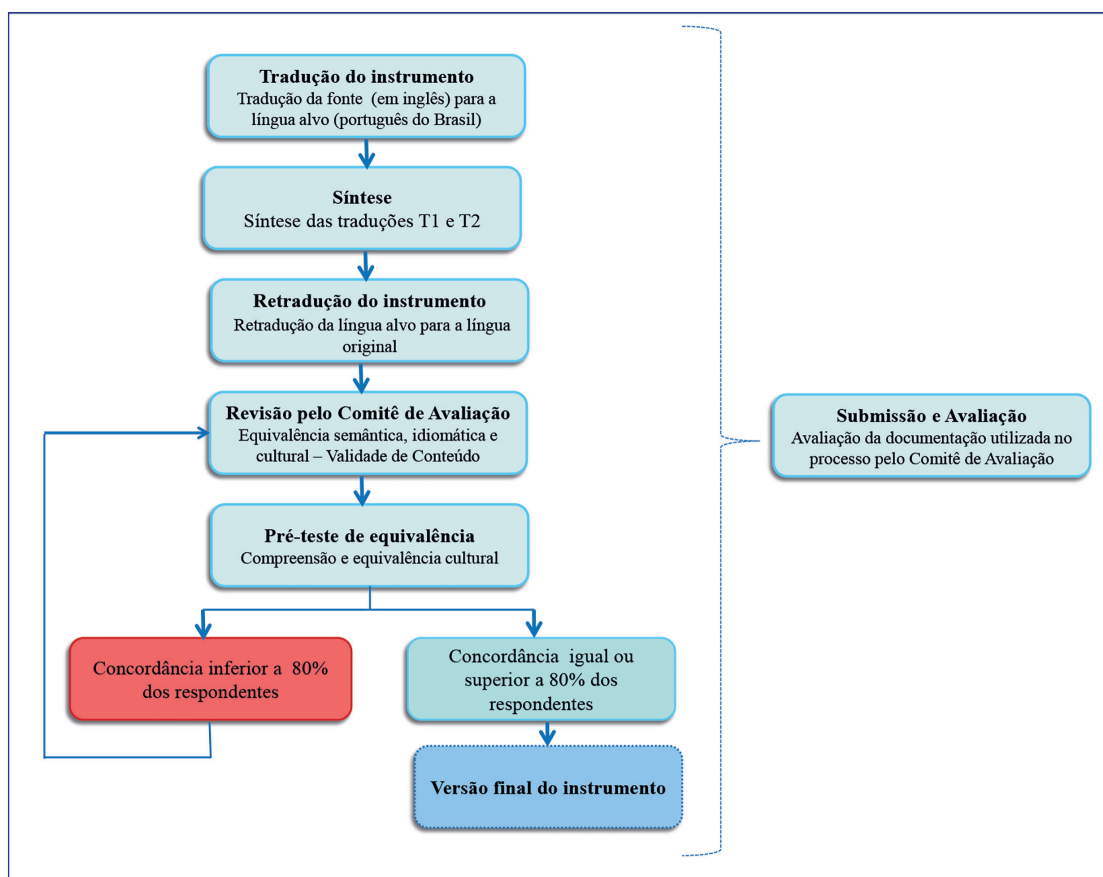 Tradução do instrumento
Tradução da fonte (em inglês) para a
língua alvo (português do Brasil)
Síntese
Síntese das traduções T1 e T2
Retradução do instrumento
Retradução da língua alvo para a língua
original
Revisão pelo Comitê de Avaliação
Equivalência semântica, idiomática e
cultural – Validade de Conteúdo
Pré-teste de equivalência
Compreensão e equivalência cultural
Concordância inferior a 80%
dos respondentes
Concordância igual ou
superior a 80% dos
respondentes
Versão final do instrumento
Submissão e Avaliação
Avaliação da documentação utilizada no
processo pelo Comitê de Avaliação